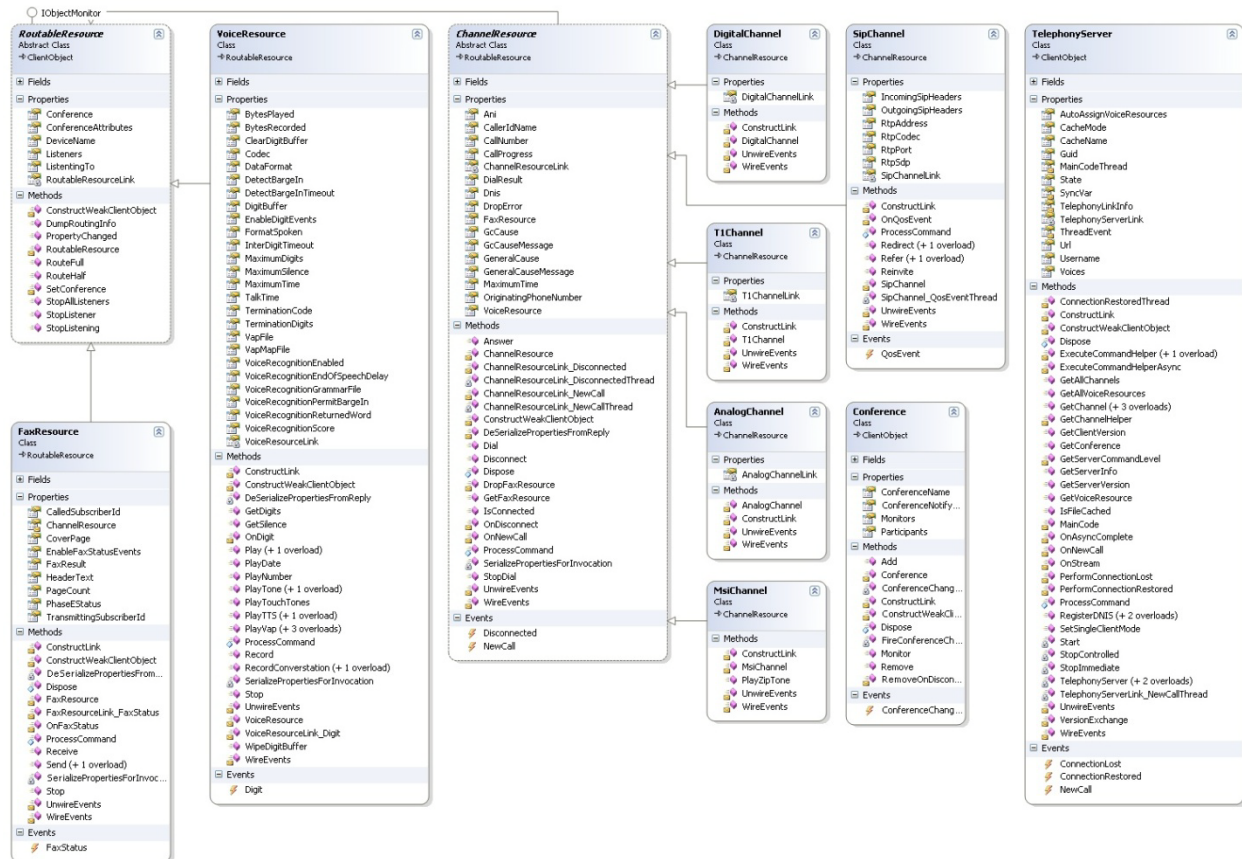 IObjectMonitor
RoutableResource
Abstract Class
ClientObject
Fields
Properties
Conference
ConferenceAttributes
DeviceName
Listeners
ListentingTo
RoutableResourceLink
Methods
ConstructWeakClientObject
DumpRoutingInfo
PropertyChanged
RoutableResource
RouteFull
RouteHalf
SetConference
StopAllListeners
StopListener
StopListening
FaxResource
Class
RoutableResource
Fields
Properties
CalledSubscriberId
ChannelResource
CoverPage
EnableFaxStatusEvents
FaxResult
HeaderText
PageCount
PhaseEStatus
TransmittingSubscriberId
Methods
ConstructLink
ConstructWeakClientObject
DeSerializePropertiesFrom...
Dispose
FaxResource
FaxResourceLink_FaxStatus
OnFaxStatus
ProcessCommand
Receive
Send (+ 1 overload)
SerializePropertiesForInvoc...
Stop
UnwireEvents
WireEvents
Events
FaxStatus
VoiceResource
Class
RoutableResource
Fields
Properties
BytesPlayed
BytesRecorded
ClearDigitBuffer
Codec
DataFormat
DetectBargeIn
DetectBargeInTimeout
DigitBuffer
EnableDigitEvents
FormatSpoken
InterDigitTimeout
MaximumDigits
MaximumSilence
MaximumTime
TalkTime
TerminationCode
TerminationDigits
VapFile
VapMapFile
VoiceRecognitionEnabled
VoiceRecognitionEndOfSpeechDelay
VoiceRecognitionGrammarFile
VoiceRecognitionPermitBargeIn
VoiceRecognitionReturnedWord
VoiceRecognitionScore
VoiceResourceLink
Methods
ConstructLink
ConstructWeakClientObject
DeSerializePropertiesFromReply
GetDigits
GetSilence
OnDigit
Play (+ 1 overload)
PlayDate
PlayNumber
PlayTone (+ 1 overload)
PlayTouchTones
PlayTTS (+ 1 overload)
PlayVap (+ 3 overloads)
ProcessCommand
Record
RecordConverstation (+ 1 overload)
SerializePropertiesForInvocation
Stop
UnwireEvents
VoiceResource
VoiceResourceLink_Digit
WipeDigitBuffer
WireEvents
Events
Digit
ChannelResource
Abstract Class
RoutableResource
Fields
Properties
Ani
CallerIdName
CallNumber
CallProgress
ChannelResourceLink
DialResult
Dnis
DropError
FaxResource
GcCause
GcCauseMessage
GeneralCause
GeneralCauseMessage
MaximumTime
OriginatingPhoneNumber
VoiceResource
Methods
Answer
ChannelResource
ChannelResourceLink_Disconnected
ChannelResourceLink_DisconnectedThread
ChannelResourceLink_NewCall
ChannelResourceLink_NewCallThread
ConstructWeakClientObject
DeSerializePropertiesFromReply
Dial
Disconnect
Dispose
DropFaxResource
GetFaxResource
IsConnected
OnDisconnect
OnNewCall
ProcessCommand
SerializePropertiesForInvocation
StopDial
UnwireEvents
WireEvents
Events
Disconnected
NewCall
DigitalChannel
Class
ChannelResource
Properties
DigitalChannelLink
Methods
ConstructLink
DigitalChannel
UnwireEvents
WireEvents
T1Channel
Class
ChannelResource
Properties
T1ChannelLink
Methods
ConstructLink
T1Channel
UnwireEvents
WireEvents
AnalogChannel
Class
ChannelResource
Properties
AnalogChannelLink
Methods
AnalogChannel
ConstructLink
UnwireEvents
WireEvents
MsiChannel
Class
ChannelResource
Methods
ConstructLink
MsiChannel
PlayZipTone
UnwireEvents
WireEvents
SipChannel
Class
ChannelResource
Properties
IncomingSipHeaders
OutgoingSipHeaders
RtpAddress
RtpCodec
RtpPort
RtpSdp
SipChannelLink
Methods
ConstructLink
OnQosEvent
ProcessCommand
Redirect (+ 1 overload)
Refer (+ 1 overload)
Reinvite
SipChannel
SipChannel_QosEventThread
UnwireEvents
WireEvents
Events
QosEvent
Conference
Class
ClientObject
Fields
Properties
ConferenceName
ConferenceNotify...
Monitors
Participants
Methods
Add
Conference
ConferenceChang...
ConstructLink
ConstructWeakCli...
Dispose
FireConferenceCh...
Monitor
Remove
RemoveOnDiscon...
Events
ConferenceChang...
TelephonyServer
Class
ClientObject
Fields
Properties
AutoAssignVoiceResources
CacheMode
CacheName
Guid
MainCodeThread
State
SyncVar
TelephonyLinkInfo
TelephonyServerLink
ThreadEvent
Url
Username
Voices
Methods
ConnectionRestoredThread
ConstructLink
ConstructWeakClientObject
Dispose
ExecuteCommandHelper (+ 1 overload)
ExecuteCommandHelperAsync
GetAllChannels
GetAllVoiceResources
GetChannel (+ 3 overloads)
GetChannelHelper
GetClientVersion
GetConference
GetServerCommandLevel
GetServerInfo
GetServerVersion
GetVoiceResource
IsFileCached
MainCode
OnAsyncComplete
OnNewCall
OnStream
PerformConnectionLost
PerformConnectionRestored
ProcessCommand
RegisterDNIS (+ 2 overloads)
SetSingleClientMode
Start
StopControlled
StopImmediate
TelephonyServer (+ 2 overloads)
TelephonyServerLink_NewCallThread
UnwireEvents
VersionExchange
WireEvents
Events
ConnectionLost
ConnectionRestored
NewCall